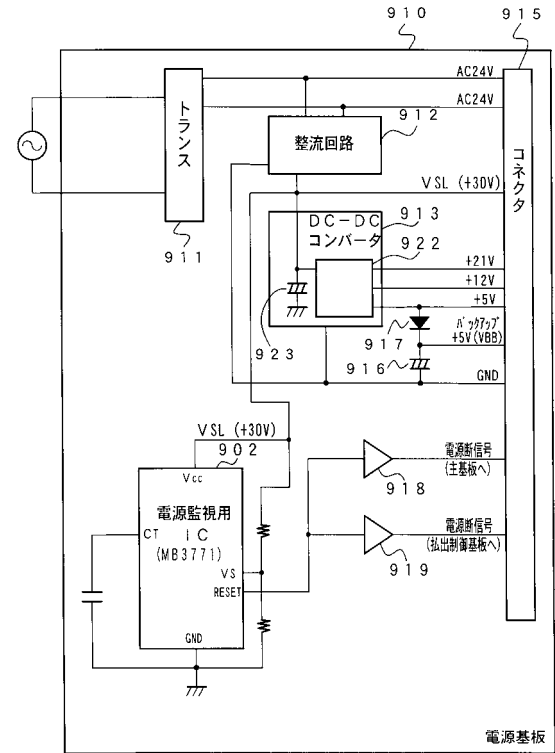 910
915
AC24V
AC24V
トランス
911
整流回路
912
コネクタ
VSL (+30V)
DC-DC
コンバータ
913
922
+21V
+12V
+5V
923
917
バックアップ
+5V(VBB)
916
GND
VSL (+30V)
902
Vcc
電源監視用
IC
(MB3771)
CT
VS
RESET
GND
電源断信号
(主基板へ)
918
電源断信号
(払出制御基板へ)
919
電源基板